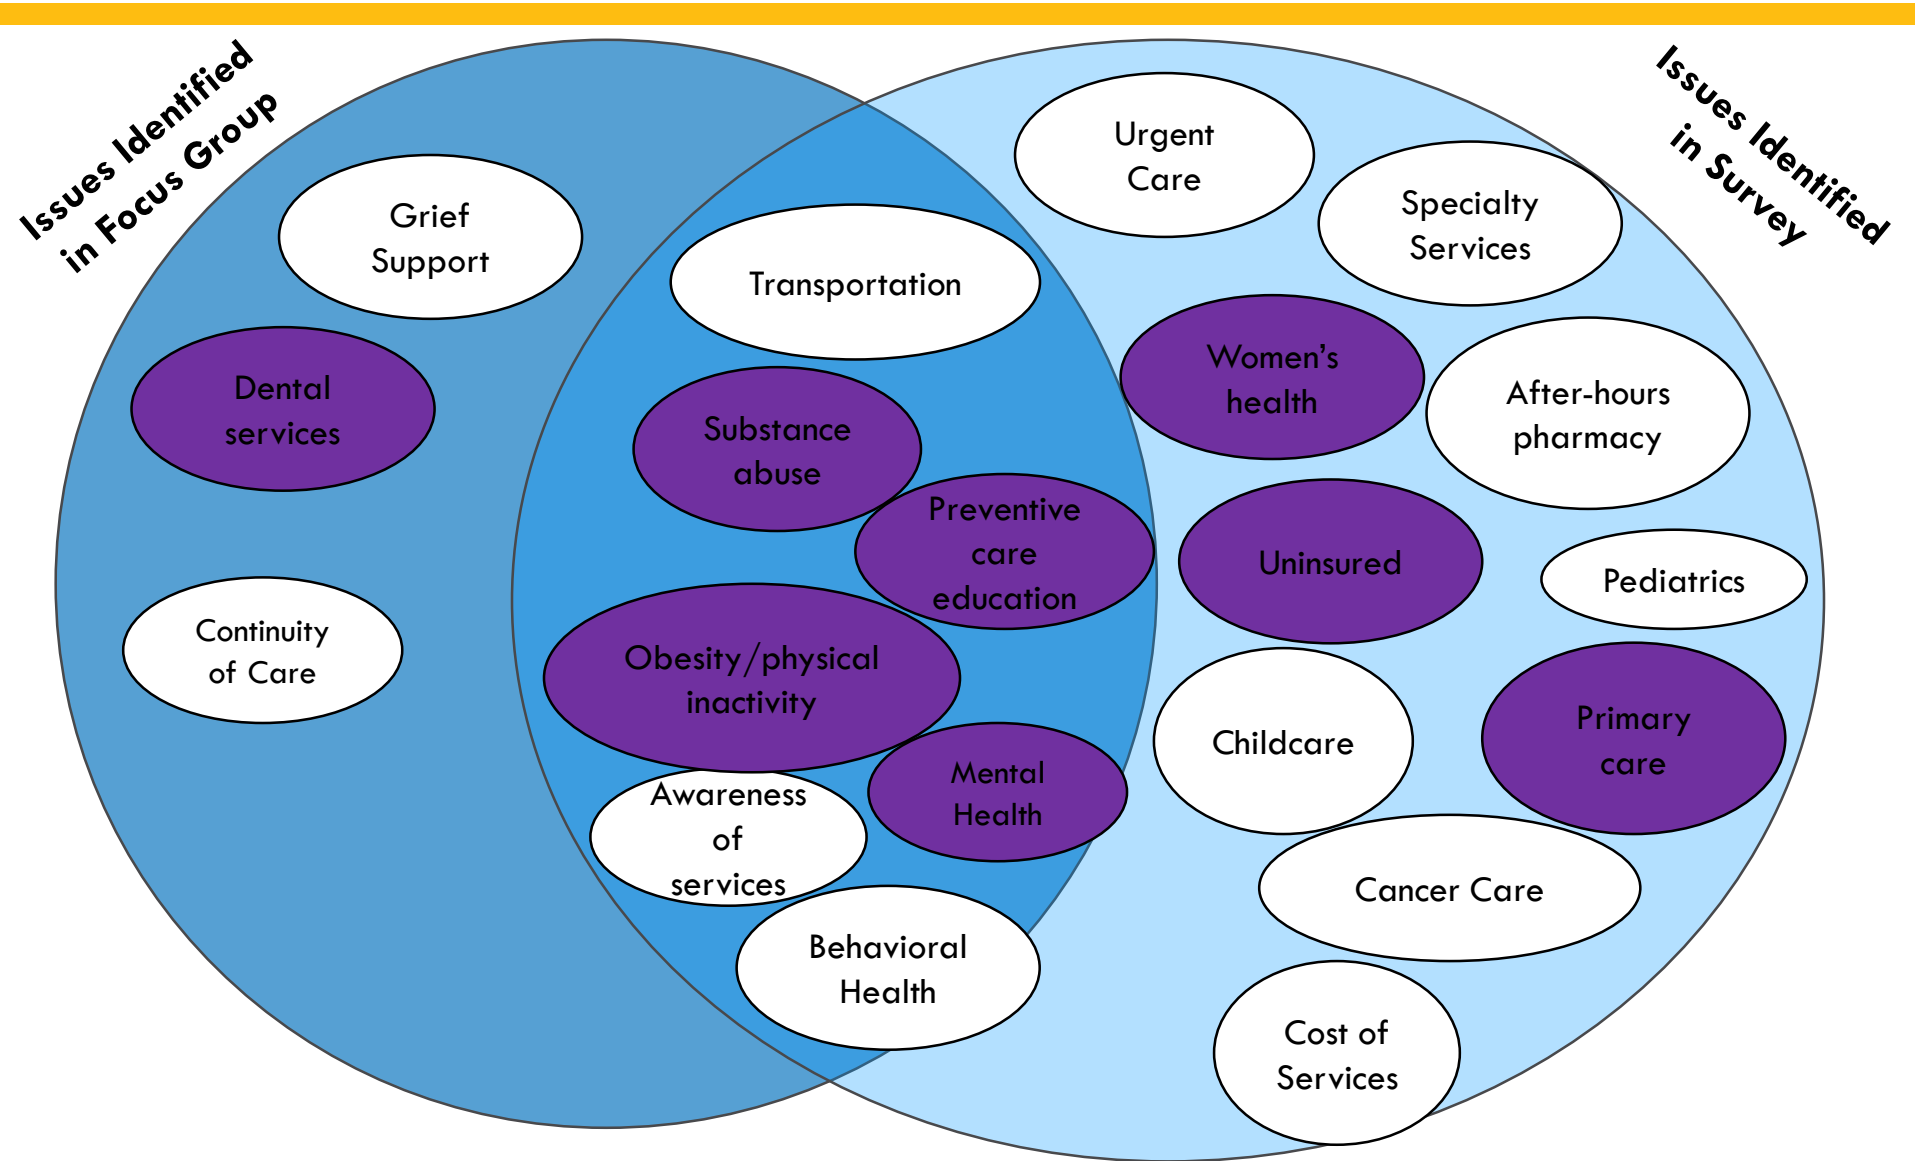 Issues Identified
in Focus Group
Issues Identified
in Survey
Grief
Support
Dental
services
Continuity
of Care
Transportation
Substance
abuse
Preventive
care
education
Obesity/physical
inactivity
Mental
Health
Awareness
of
services
Behavioral
Health
Urgent
Care
Specialty
Services
Women’s
health
After-hours
pharmacy
Uninsured
Pediatrics
Childcare
Primary
care
Cancer Care
Cost of
Services